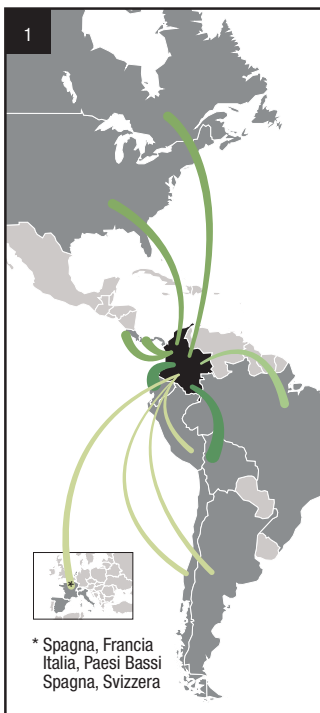 1
* Spagna, Francia
Italia, Paesi Bassi
Spagna, Svizzera